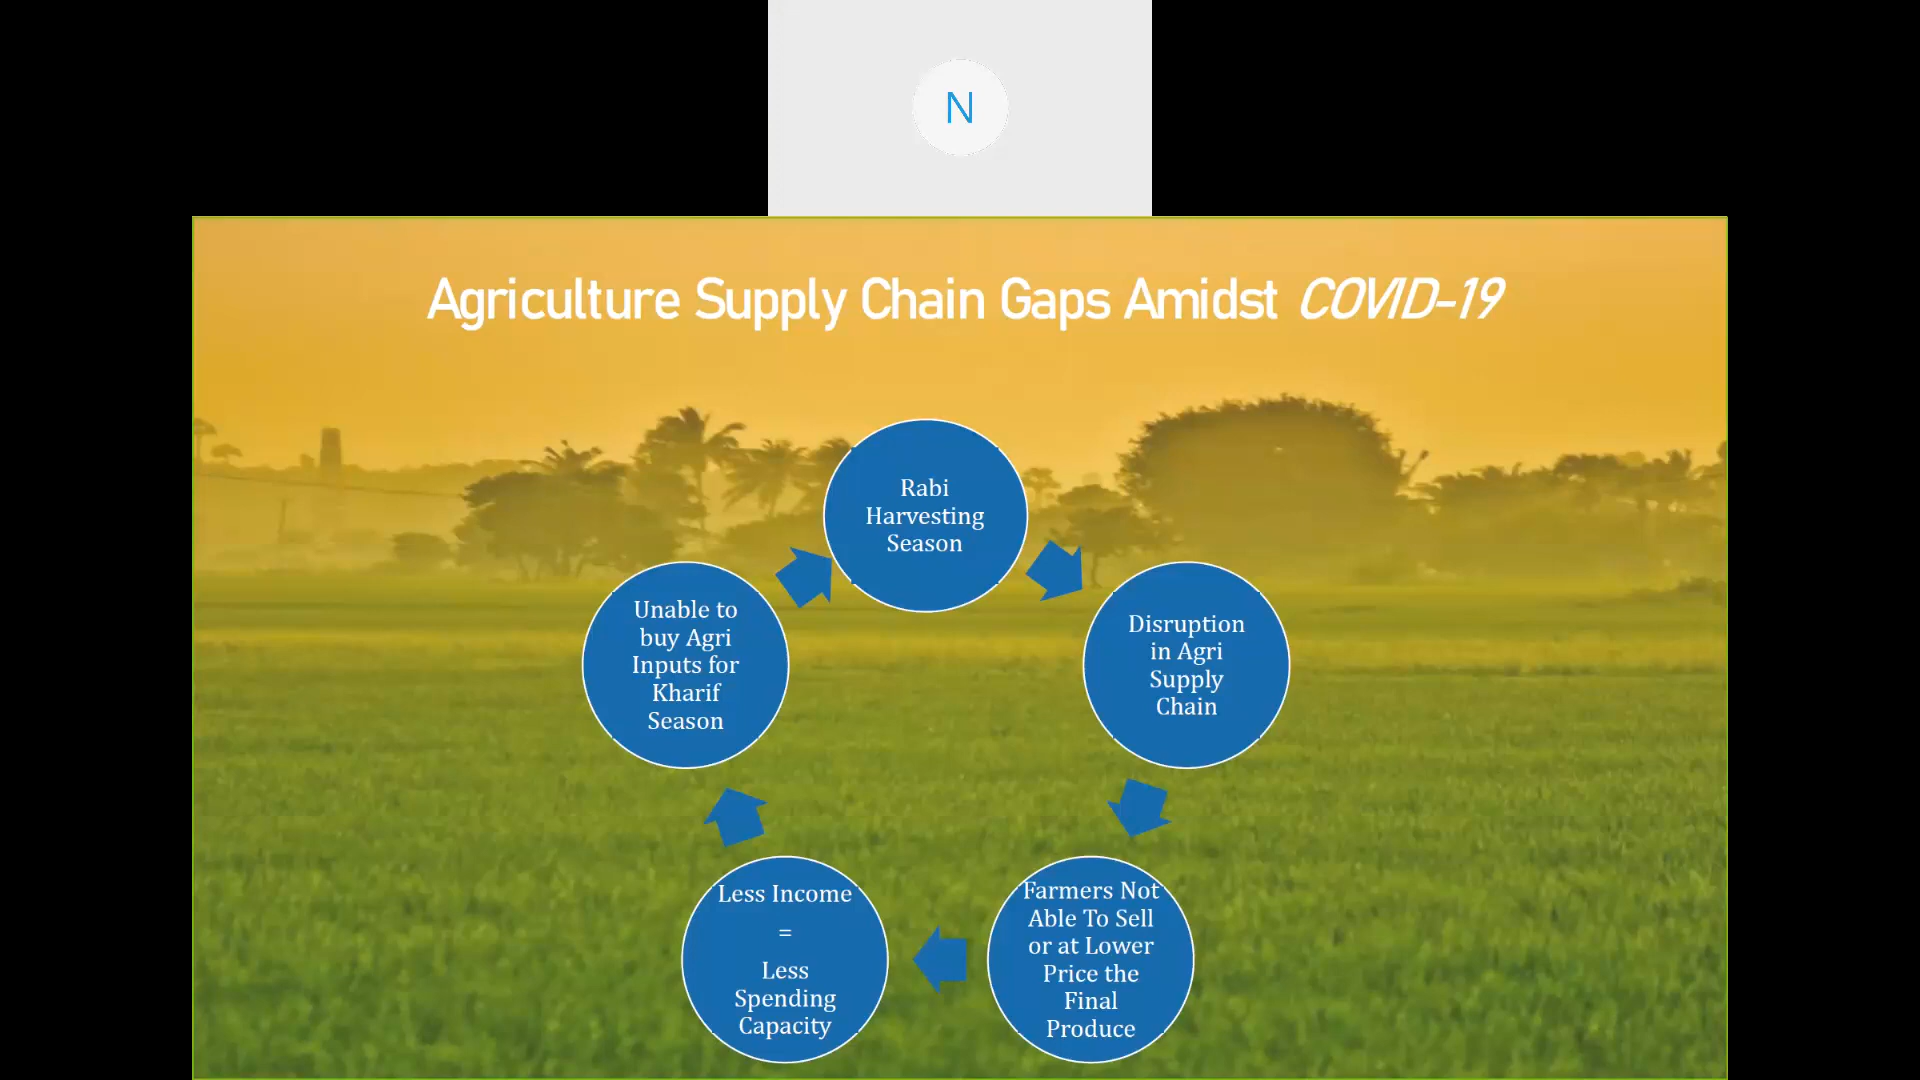 N
Agriculture Supply Chain Gaps Amidst COVID-19
Rabi
Harvesting
Season
Disruption
in Agri
Supply
Chain
Farmers Not
Able To Sell
or at Lower
Price the
Final
Produce
Less Income
=
Less
Spending
Capacity
Unable to
buy Agri
Inputs for
Kharif
Season